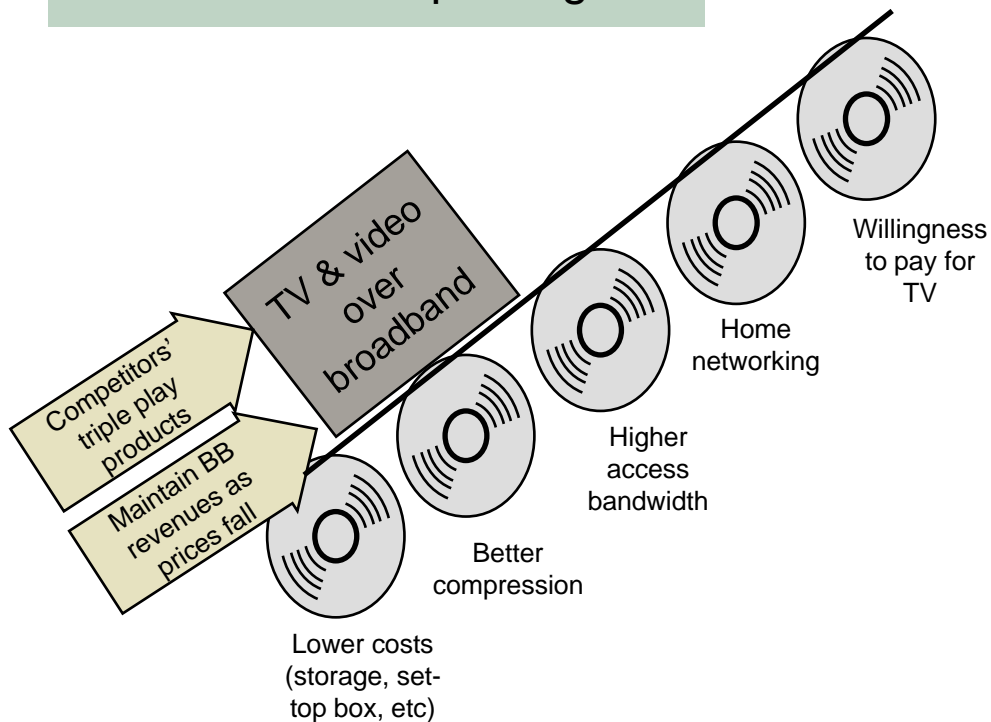 TV & video
over
broadband
Competitors'
triple play
products
Maintain BB
revenues as
prices fall
Willingness
to pay for
TV
Home
networking
Higher
access
bandwidth
Better
compression
Lower costs
(storage, set-
top box, etc)